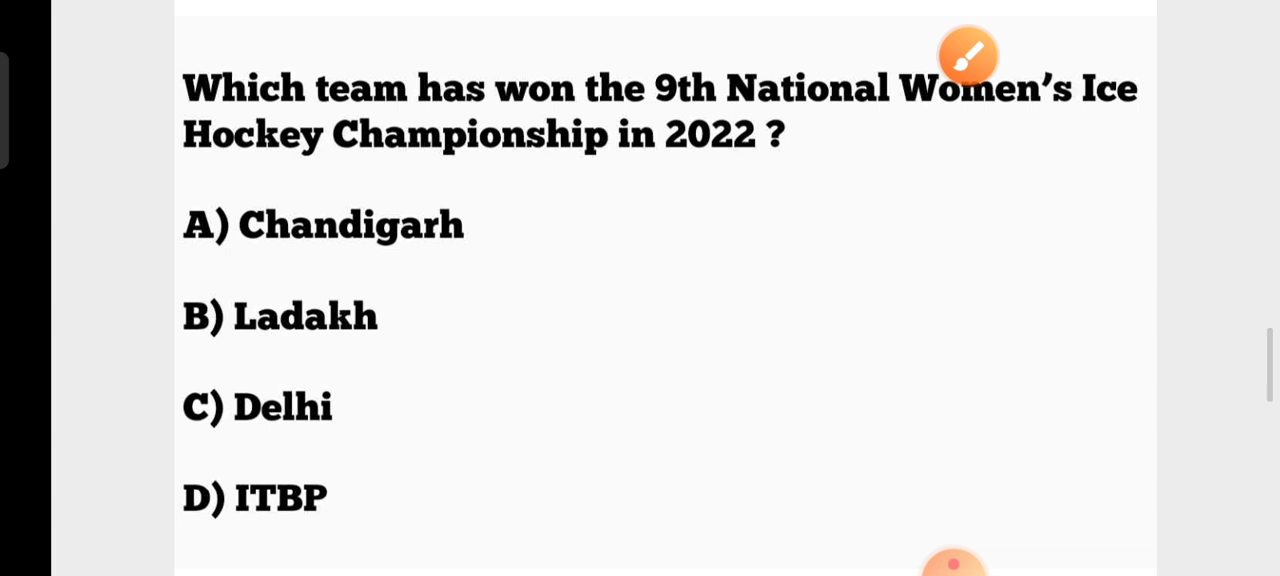 Which team has won the 9th National Women’s Ice
Hockey Championship in 2022 ?
A) Chandigarh
B) Ladakh
C) Delhi
D) ITBP